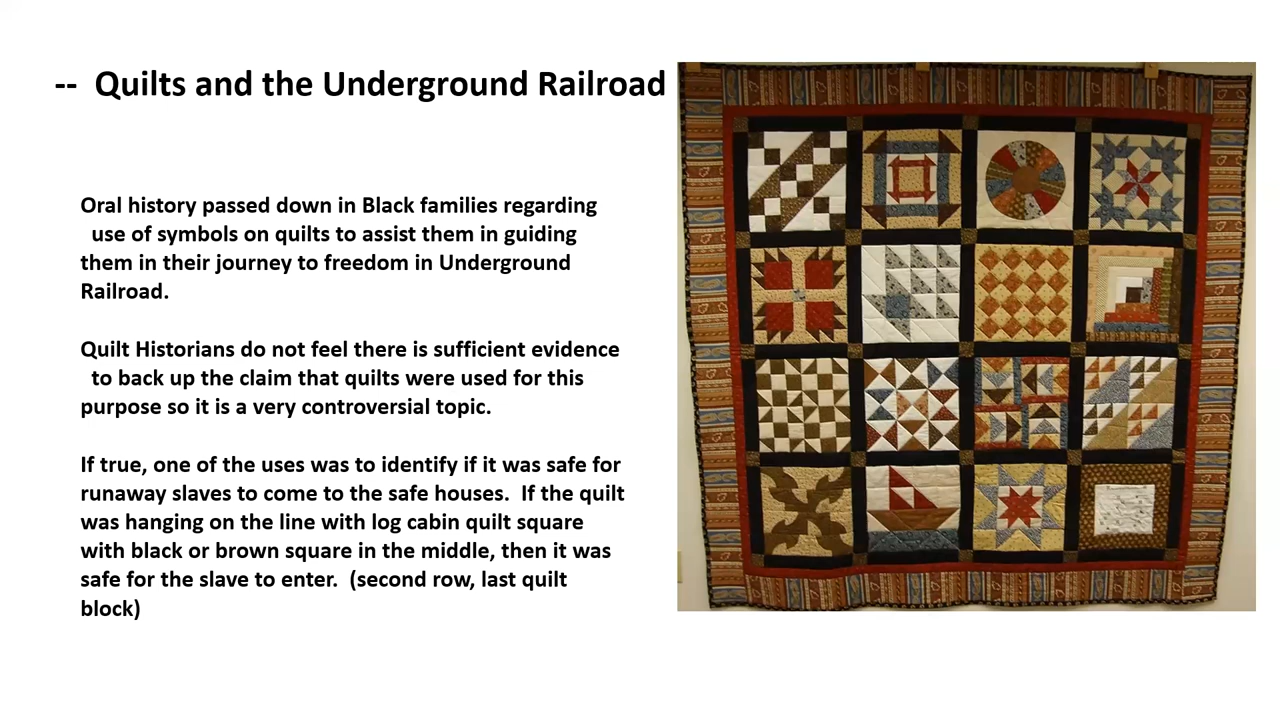 -- Quilts and the Underground Railroad
Oral history passed down in Black families regarding
use of symbols on quilts to assist them in guiding
them in their journey to freedom in Underground
Railroad.
Quilt Historians do not feel there is sufficient evidence
to back up the claim that quilts were used for this
purpose so it is a very controversial topic.
If true, one of the uses was to identify if it was safe for
runaway slaves to come to the safe houses. If the quilt
was hanging on the line with log cabin quilt square
with black or brown square in the middle, then it was
safe for the slave to enter. (second row, last quilt
block)